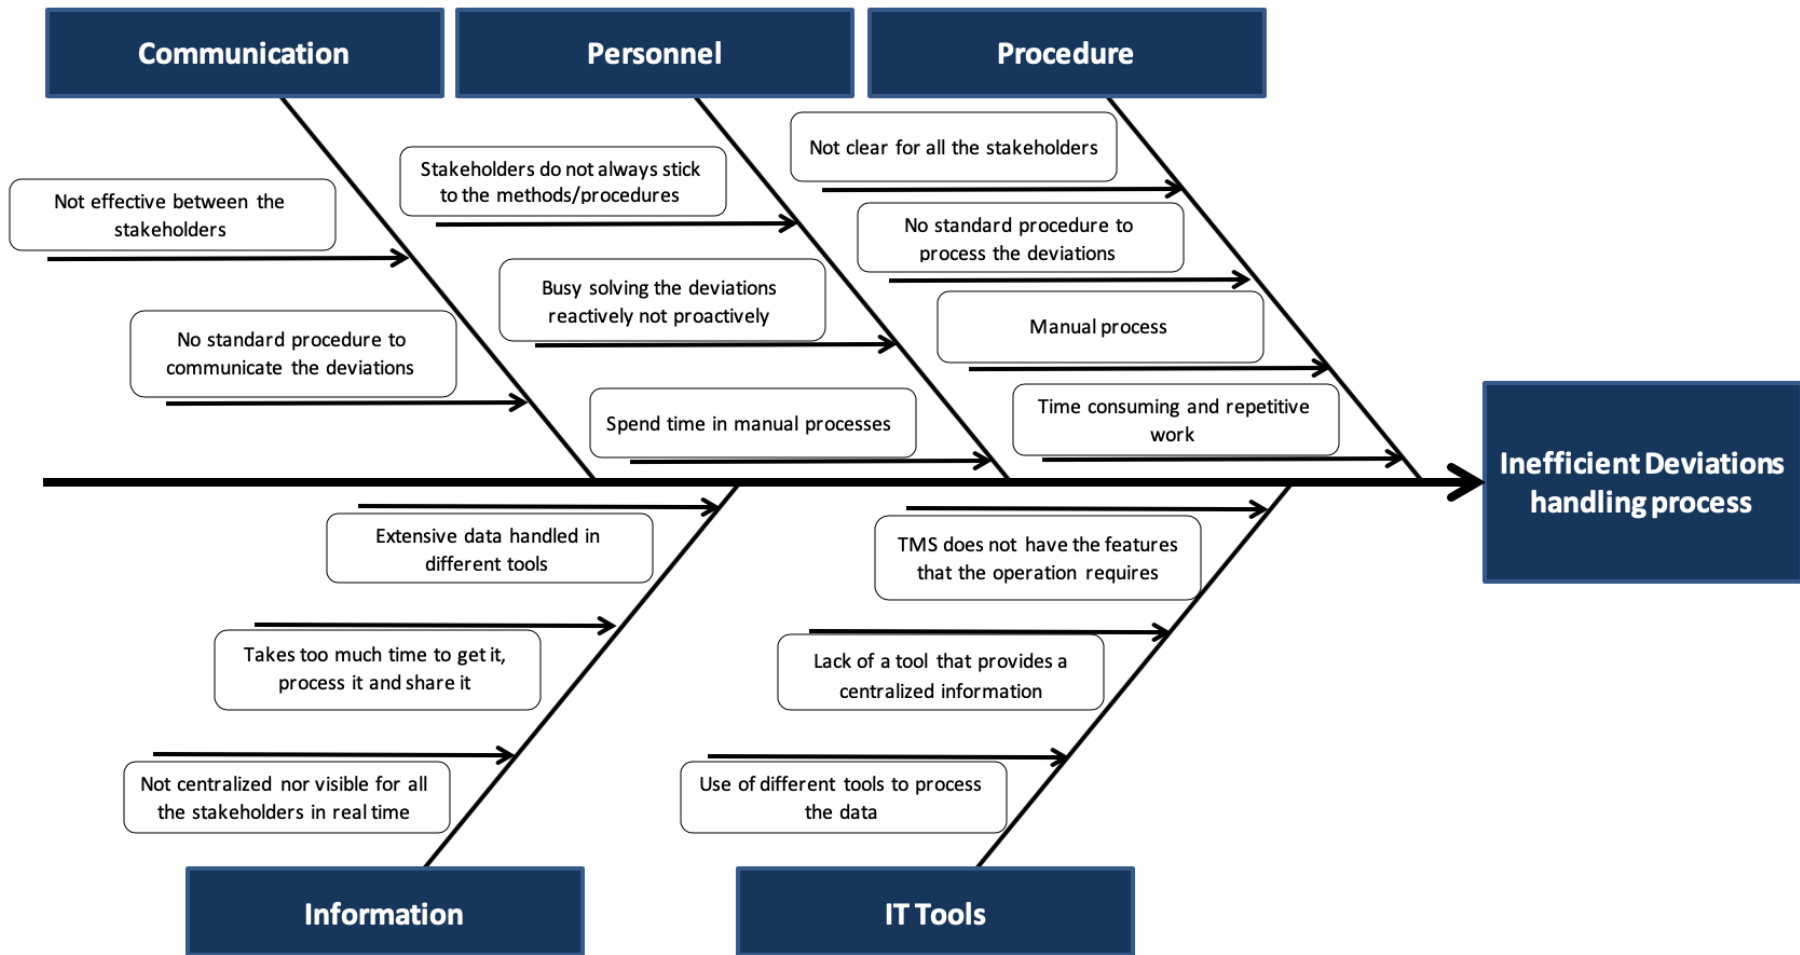 Communication
Personnel
Procedure
Not effective between the
stakeholders
No standard procedure to
communicate the deviations
Stakeholders do not always stick
to the methods/procedures
Busy solving the deviations
reactively not proactively
Spend time in manual processes
Not clear for all the stakeholders
No standard procedure to
process the deviations
Manual process
Time consuming and repetitive
work
Inefficient Deviations
handling process
Extensive data handled in
different tools
Takes too much time to get it,
process it and share it
Not centralized nor visible for all
the stakeholders in real time
TMS does not have the features
that the operation requires
Lack of a tool that provides a
centralized information
Use of different tools to process
the data
Information
IT Tools